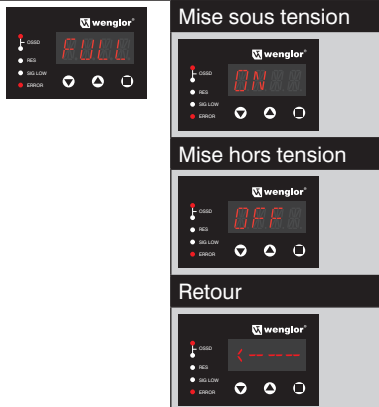 wenglor®
OSSD
FULL
RES
SIG LOW
ERROR
Mise sous tension
wenglor®
OSSD
ON
RES
SIG LOW
ERROR
Mise hors tension
wenglor®
OSSD
OFF
RES
SIG LOW
ERROR
Retour
wenglor®
OSSD
<----
RES
SIG LOW
ERROR